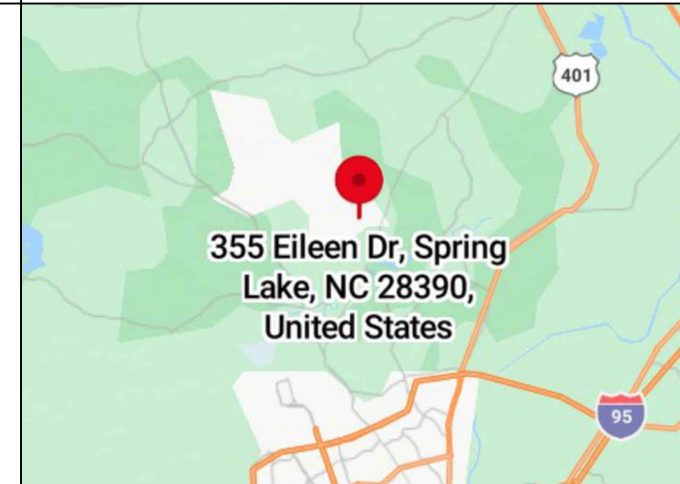 401
355 Eileen Dr, Spring
Lake, NC 28390,
United States
95